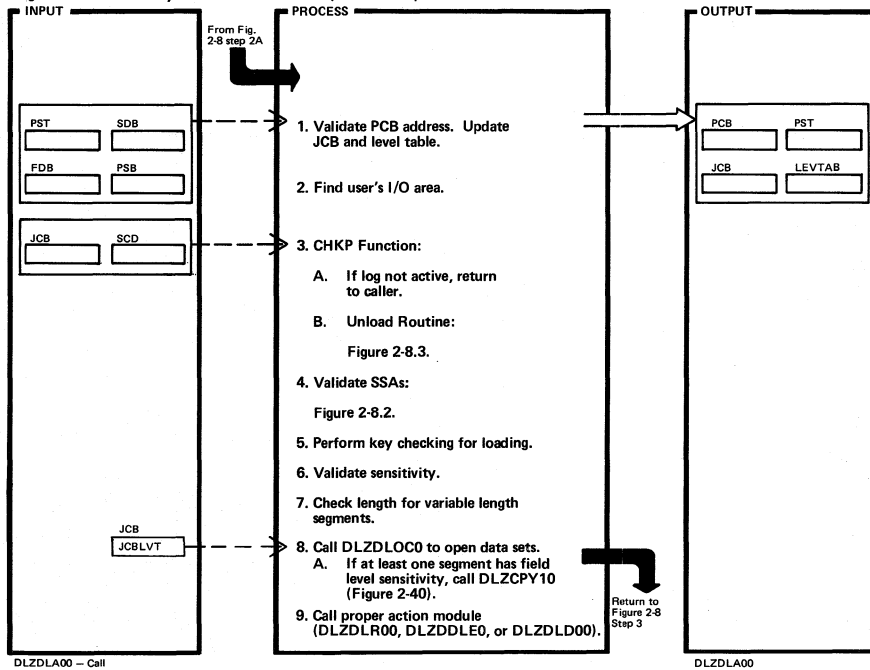 INPUT
PROCESS
OUTPUT
From Fig.
2-8 step 2A
PST SDB
FDB PSB
JCB SCD
1. Validate PCB address. Update
JCB and level table.
2. Find user's I/O area.
3. CHKP Function:
A. If log not active, return
to caller.
B. Unload Routine:
Figure 2-8.3.
4. Validate SSAs:
Figure 2-8.2.
5. Perform key checking for loading.
6. Validate sensitivity.
7. Check length for variable length
segments.
JCB
JCBLVT
8. Call DLZDLOC0 to open data sets.
A. If at least one segment has field
level sensitivity, call DLZCPY10
(Figure 2-40).
9. Call proper action module
(DLZDLR00, DLZDDLE0, or DLZDLD00).
PCB PST
JCB LEVTAB
Return to
Figure 2-8
Step 3
DLZDLA00 – Call
DLZDLA00